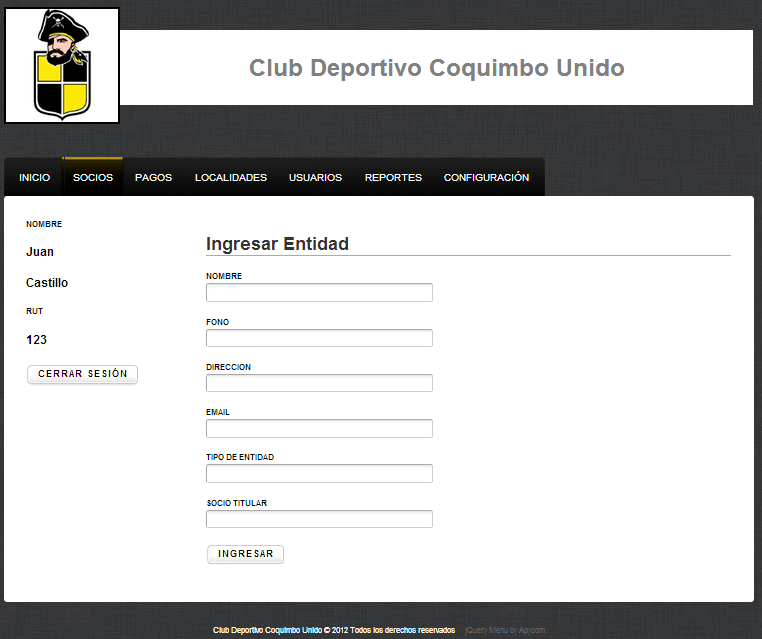 Club Deportivo Coquimbo Unido
INICIO SOCIOS PAGOS LOCALIDADES USUARIOS REPORTES CONFIGURACIÓN
NOMBRE
Juan
Castillo
RUT
123
CERRAR SESIÓN
Ingresar Entidad
NOMBRE
FONO
DIRECCION
EMAIL
TIPO DE ENTIDAD
SOCIO TITULAR
INGRESAR
Club Deportivo Coquimbo Unido © 2012 Todos los derechos reservados jQuery Menu by Apycom